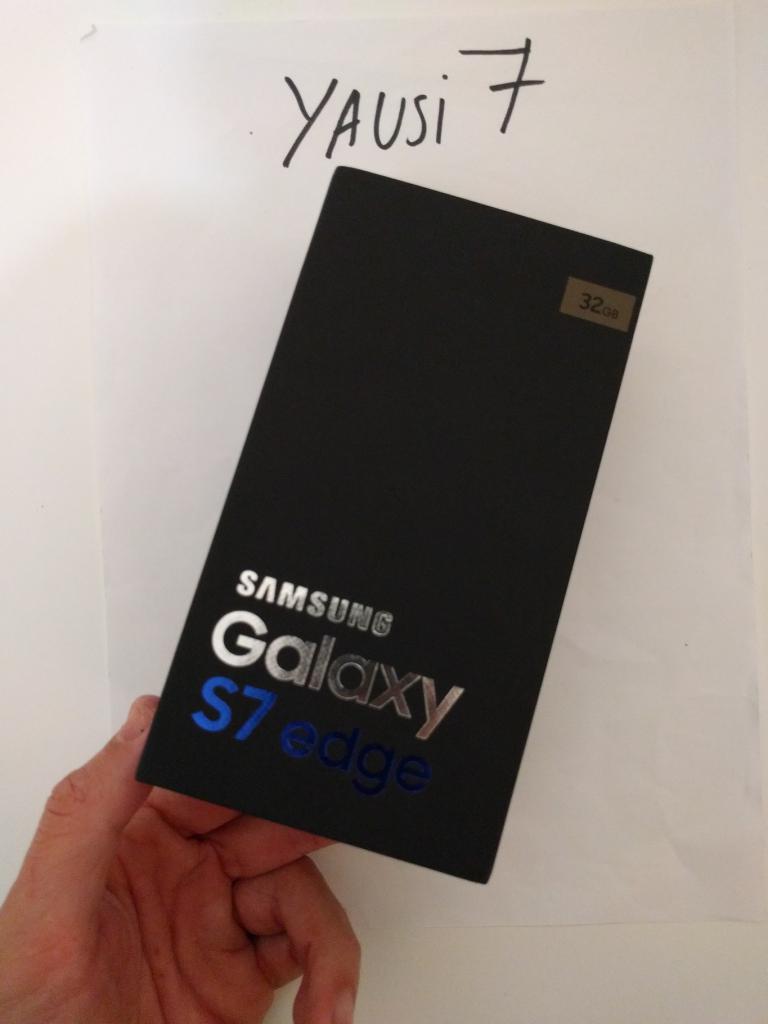 YAUSi 7
32GB
SAMSUNG
Galaxy
S7 edge